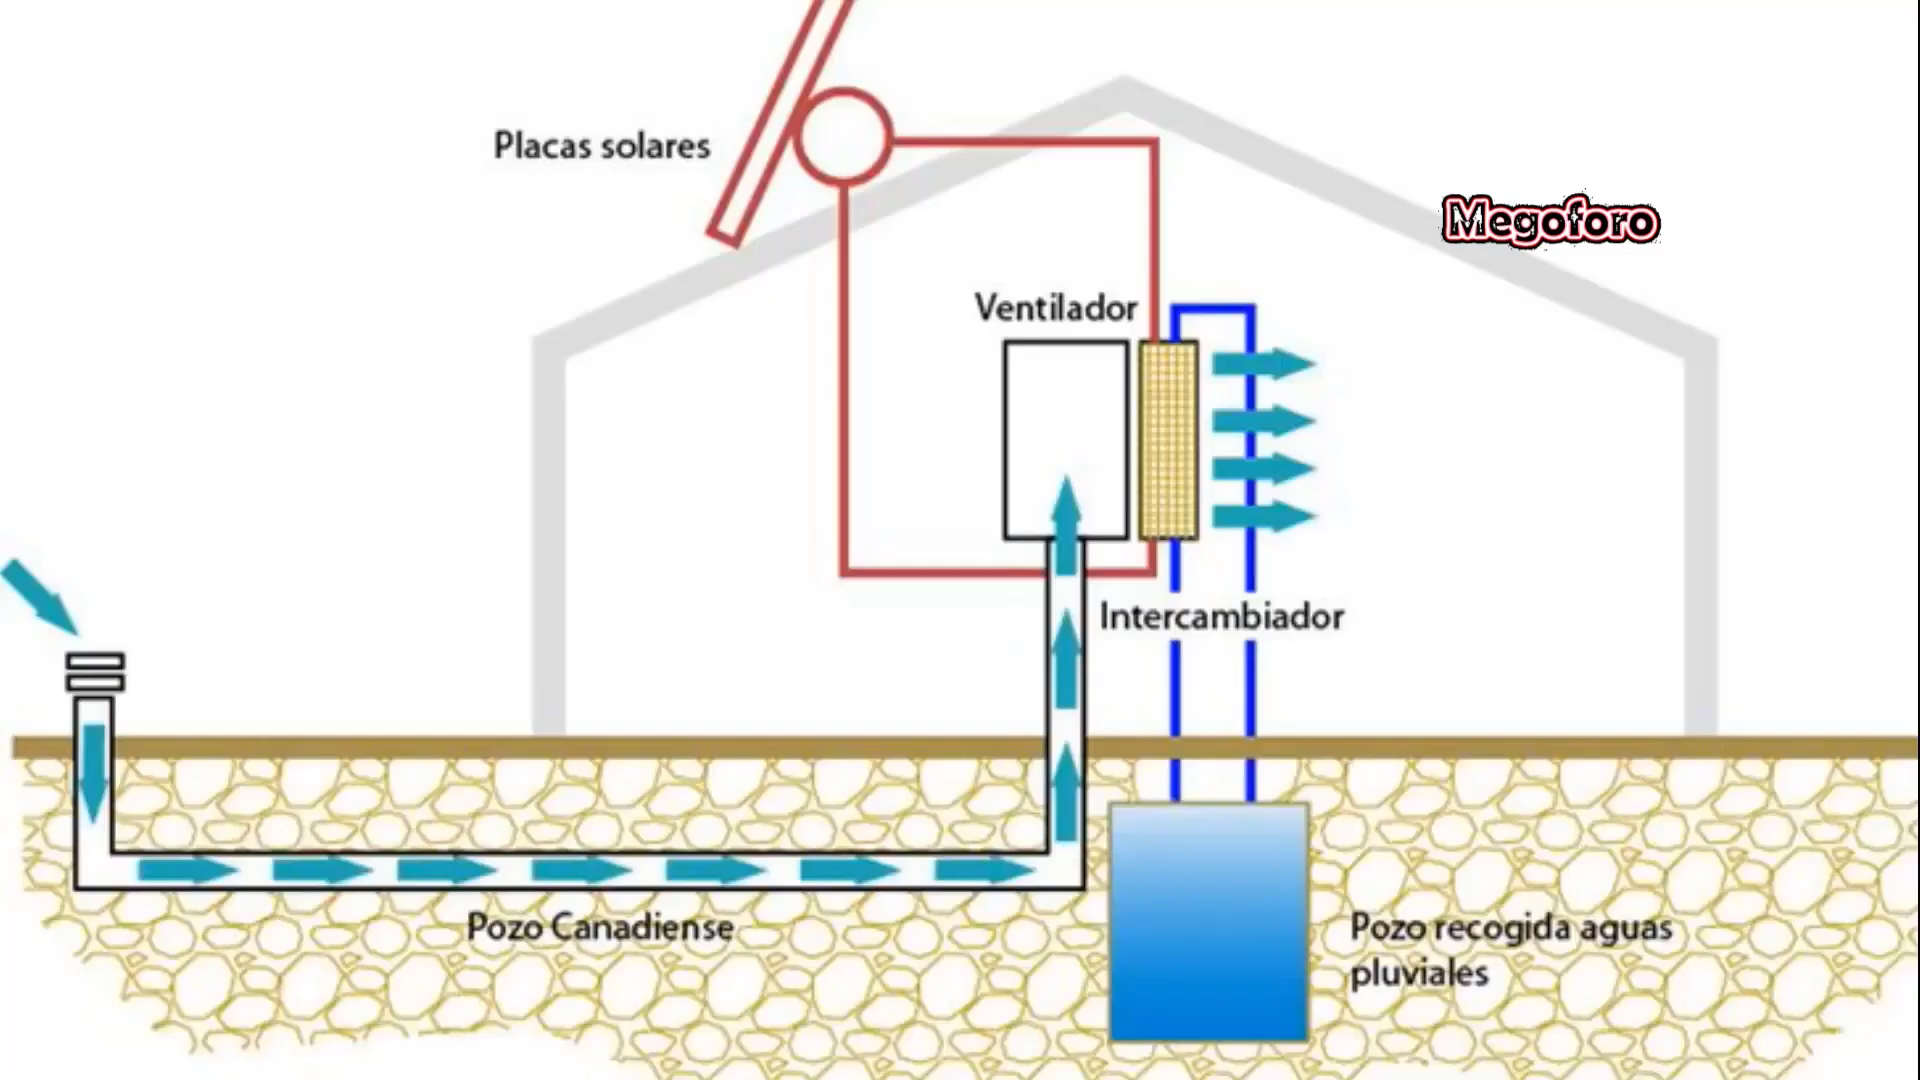 Placas solares
Megoforo
Ventilador
Intercambiador
Pozo Canadiense
Pozo recogida aguas
pluviales